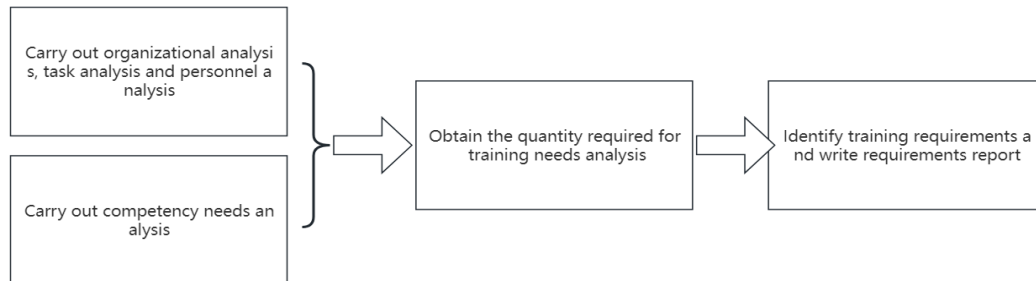 Carry out organizational analysi
s, task analysis and personnel a
nalysis
Carry out competency needs an
alysis
Obtain the quantity required for
training needs analysis
Identify training requirements a
nd write requirements report